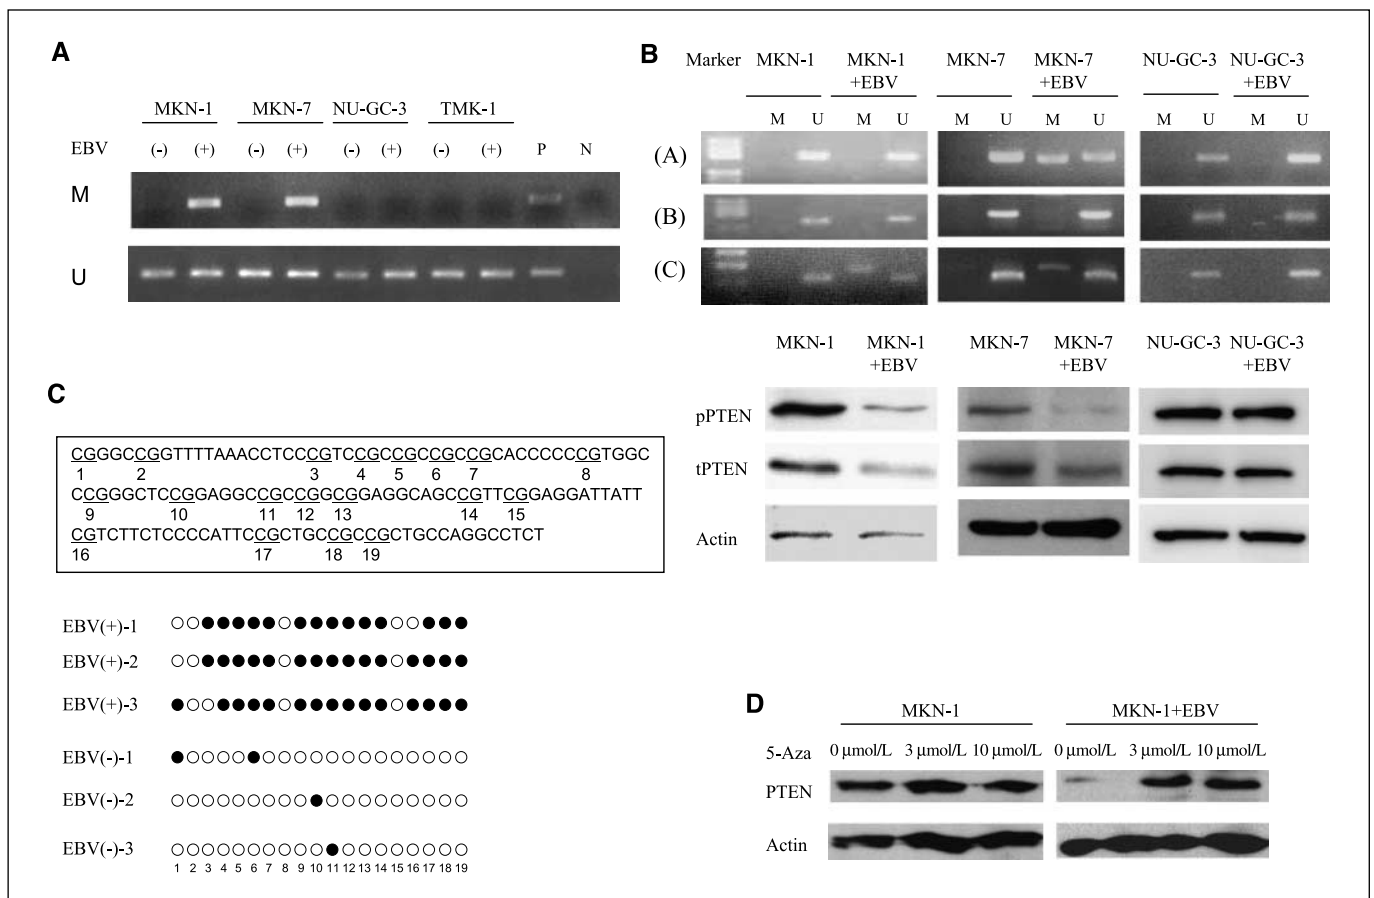 A
MKN-1 MKN-7 NU-GC-3 TMK-1
EBV (-) (+) (-) (+) (-) (+) (-) (+) P N
M
U
B
Marker MKN-1 MKN-1 +EBV MKN-7 MKN-7 +EBV NU-GC-3 NU-GC-3 +EBV
M U M U M U M U M U M U
(A)
(B)
(C)
MKN-1 MKN-1 +EBV MKN-7 MKN-7 +EBV NU-GC-3 NU-GC-3 +EBV
pPTEN
tPTEN
Actin
C
CGGGCCGGTTTTAAACCTCCCGTCCGCCGCCGCCGCACCCCCCGTGGC
1 2 3 4 5 6 7 8
CCGGGCTCCGGAGGCCGCCGGCGGAGGCAGCCGTTCGGAGGATTATT
9 10 11 12 13 14 15
CGTCTTCTCCCCATTCCGCTGCCGCCGCTGCCAGGCCTCT
16 17 18 19
EBV(+)-1
EBV(+)-2
EBV(+)-3
EBV(-)-1
EBV(-)-2
EBV(-)-3
1 2 3 4 5 6 7 8 9 10 11 12 13 14 15 16 17 18 19
D
MKN-1 MKN-1+EBV
5-Aza 0 μmol/L 3 μmol/L 10 μmol/L 0 μmol/L 3 μmol/L 10 μmol/L
PTEN
Actin